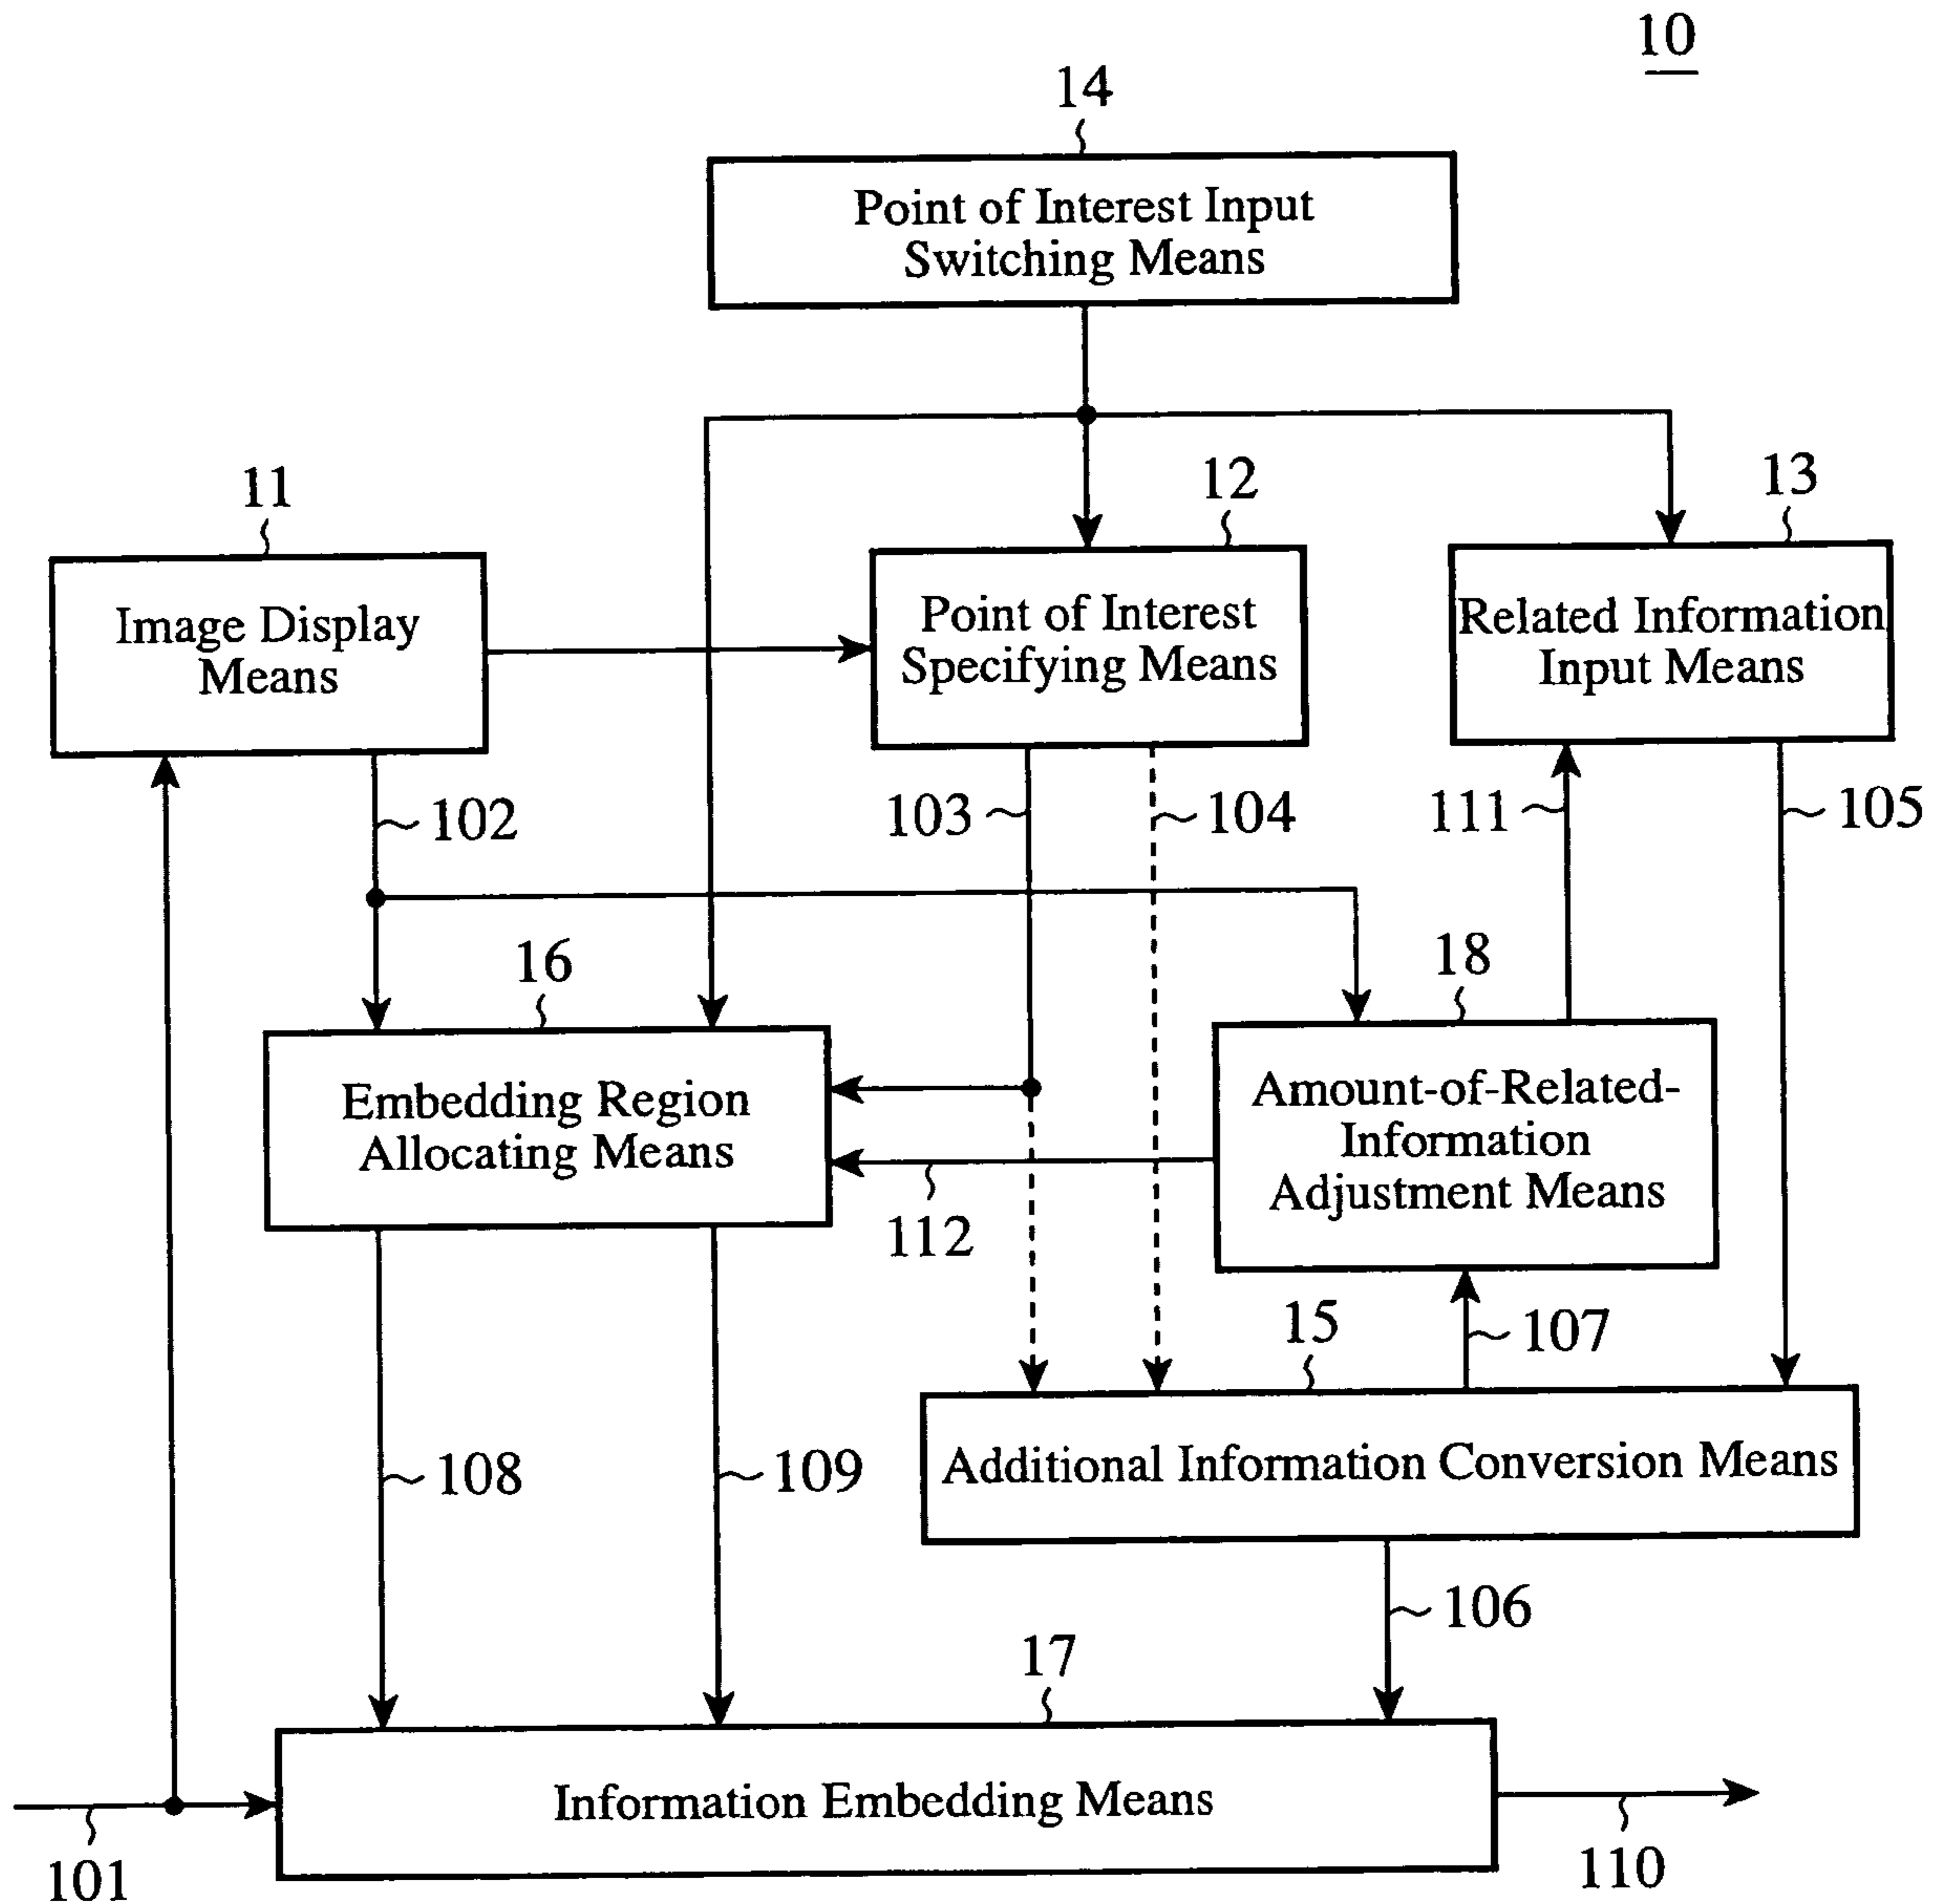 10
14
Point of Interest Input
Switching Means
11
12
13
Image Display
Means
Point of Interest
Specifying Means
Related Information
Input Means
102
103
104
111
105
16
18
Embedding Region
Allocating Means
Amount-of-Related-
Information
Adjustment Means
112
15
107
Additional Information Conversion Means
108
109
106
17
Information Embedding Means
101
110